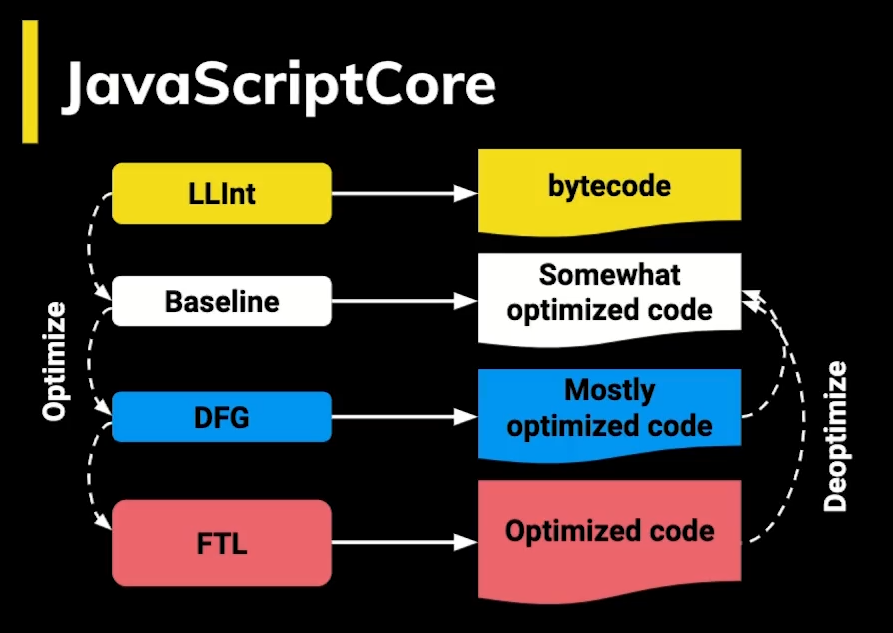 JavaScriptCore
LLInt
bytecode
Baseline
Somewhat
optimized code
Optimize
DFG
Mostly
optimized code
Deoptimize
FTL
Optimized code